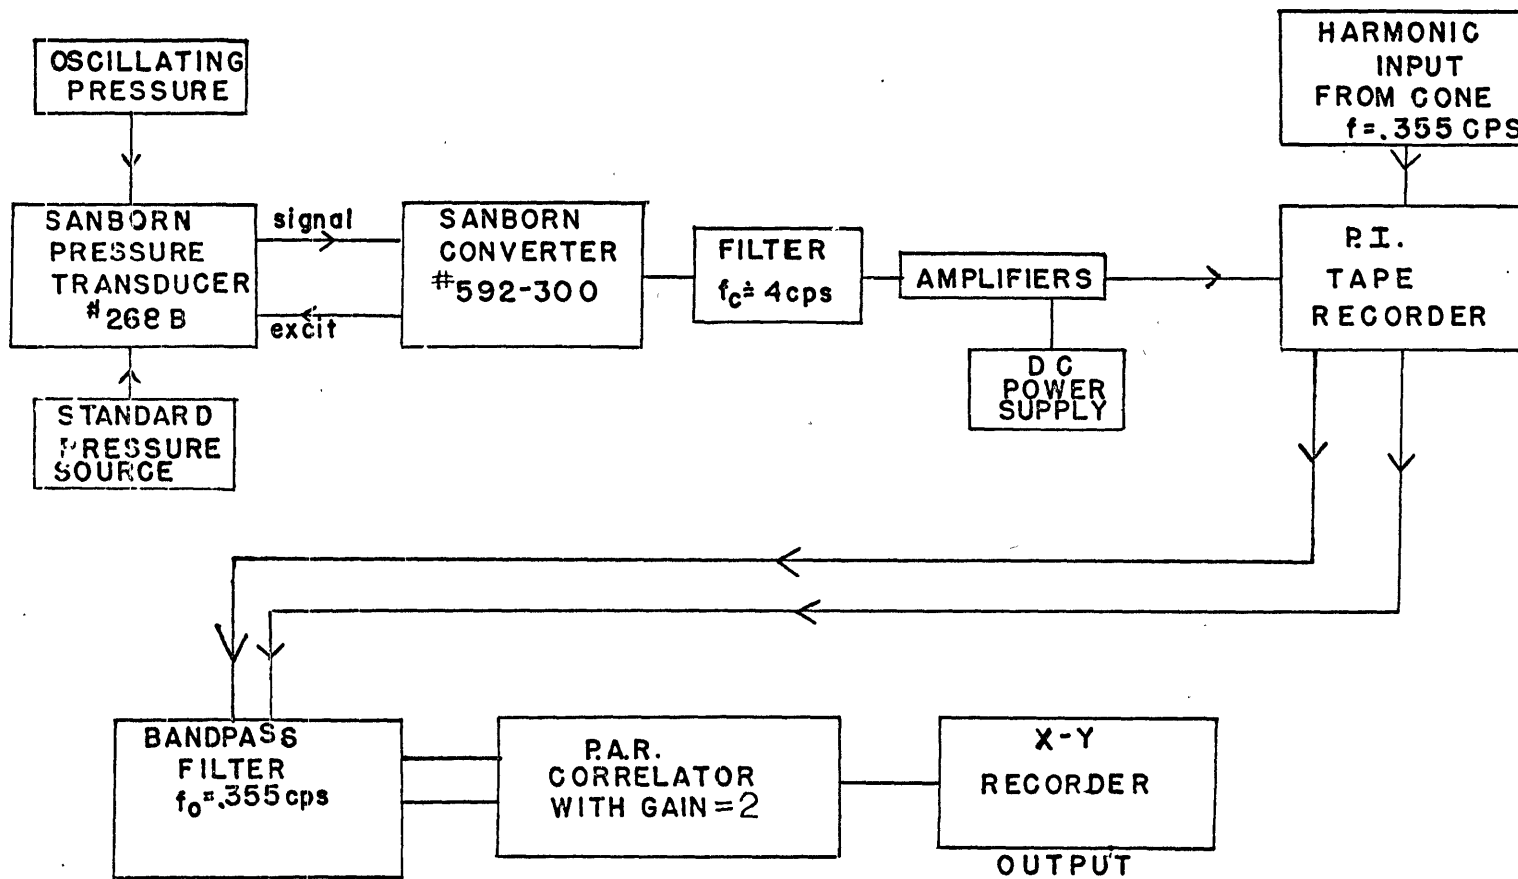 OSCILLATING
PRESSURE
HARMONIC
INPUT
FROM CONE
f=.355 CPS
SANBORN
PRESSURE
TRANSDUCER
#268 B
signal
excit
SANBORN
CONVERTER
#592-300
FILTER
fc≐4cps
AMPLIFIERS
P.I.
TAPE
RECORDER
DC
POWER
SUPPLY
STANDARD
PRESSURE
SOURCE
BANDPASS
FILTER
fo=.355cps
P.A.R.
CORRELATOR
WITH GAIN=2
X-Y
RECORDER
OUTPUT